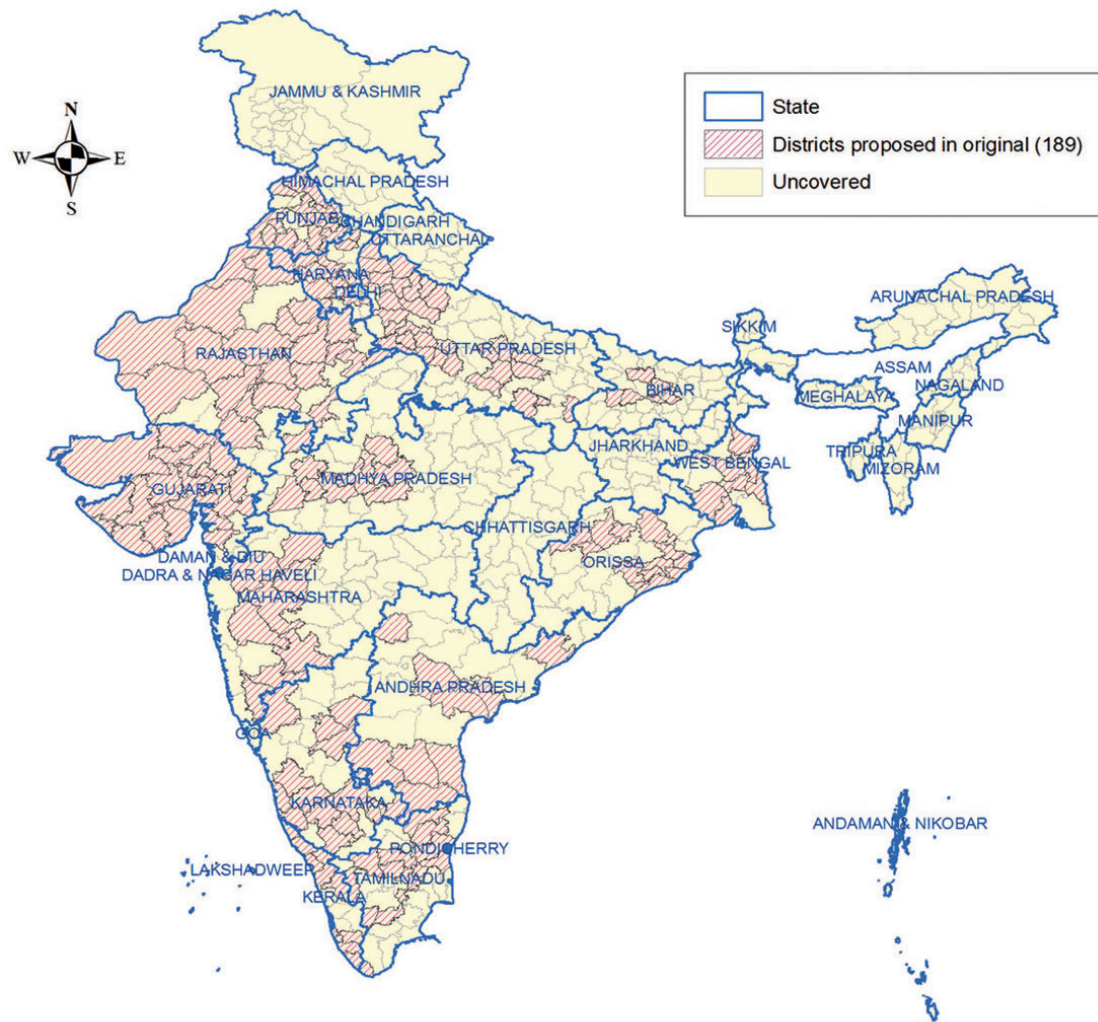 JAMMU & KASHMIR
State
Districts proposed in original (189)
Uncovered
N
W E
S
HIMACHAL PRADESH
PUNJAB
CHANDIGARH
UTTARANCHAL
HARYANA
DELHI
ARUNACHAL PRADESH
SIKKIM
RAJASTHAN
UTTAR PRADESH
ASSAM
BIHAR
NAGALAND
MEGHALAYA
MANIPUR
JHARKHAND
TRIPURA
WEST BENGAL
MIZORAM
MADHYA PRADESH
GUJARAT
CHHATTISGARH
DAMAN & DIU
ORISSA
DADRA & NAGAR HAVELI
MAHARASHTRA
ANDHRA PRADESH
GOA
KARNATAKA
ANDAMAN & NIKOBAR
PONDICHERRY
LAKSHADWEEP
TAMILNADU
KERALA